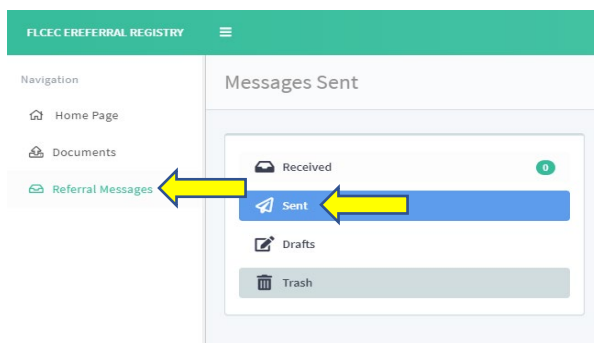 FLCEC EREFERRAL REGISTRY
Navigation
Home Page
Documents
Referral Messages
Messages Sent
Received 0
Sent
Drafts
Trash